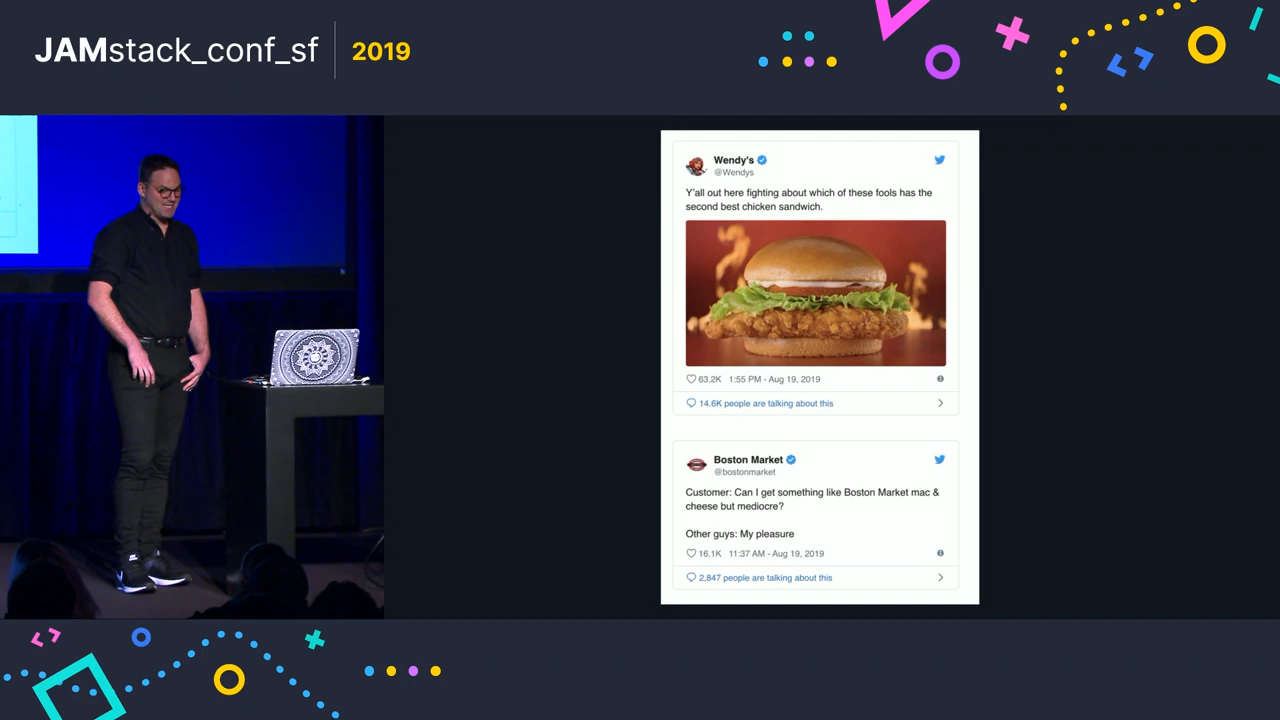 JAMstack_conf_sf 2019
Wendy's
@Wendys
Y'all out here fighting about which of these fools has the
second best chicken sandwich.
63.2K 1:55 PM - Aug 19, 2019
14.6K people are talking about this
Boston Market
@bostonmarket
Customer: Can I get something like Boston Market mac &
cheese but mediocre?
Other guys: My pleasure
16.1K 11:37 AM - Aug 19, 2019
2,847 people are talking about this